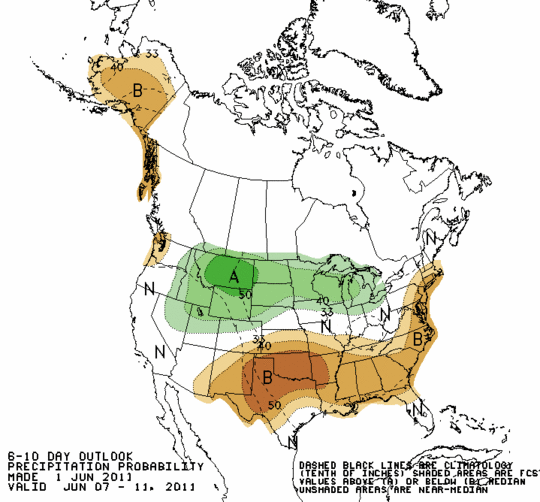 33
40
B
N
A
50
40
N
33
N
N
33
40
B
N
B
50
N
N
6-10 DAY OUTLOOK
PRECIPITATION PROBABILITY
MADE 1 JUN 2011
VALID JUN 07 - 11, 2011
DASHED BLACK LINES ARE CLIMATOLOGY
(TENTH OF INCHES) SHADED AREAS ARE FCST
VALUES ABOVE (A) OR BELOW (B) MEDIAN
UNSHADED AREAS ARE NEAR-MEDIAN